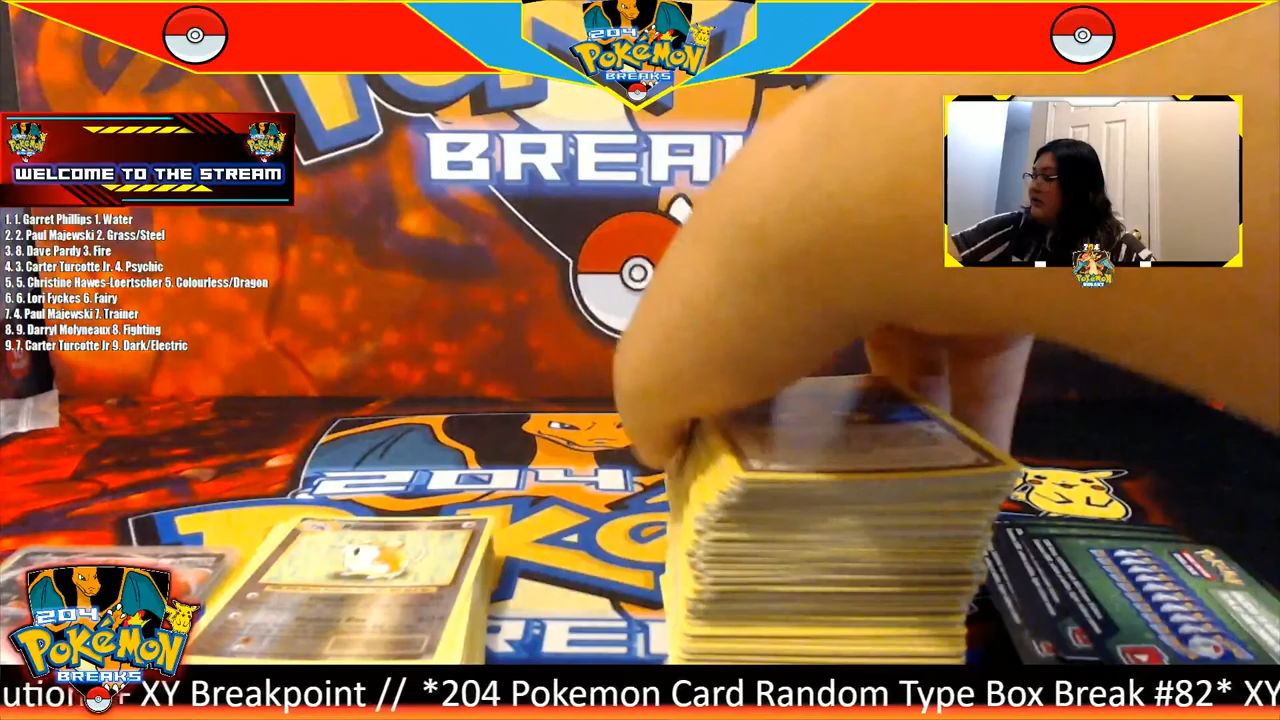 204
POKéMON
BREAKS
BREA
WELCOME TO THE STREAM
1. 1. Garret Phillips 1. Water
2. 2. Paul Majewski 2. Grass/Steel
3. 8. Dave Pardy 3. Fire
4. 3. Carter Turcotte Jr. 4. Psychic
5. 5. Christine Hawes-Loertscher 5. Colourless/Dragon
6. 6. Lori Fyckes 6. Fairy
7. 4. Paul Majewski 7. Trainer
8. 9. Darryl Molyneaux 8. Fighting
9. 7. Carter Turcotte Jr 9. Dark/Electric
204
POKé
BRE
204
POKéMON
BREAKS
XY Breakpoint // *204 Pokemon Card Random Type Box Break #82* XY